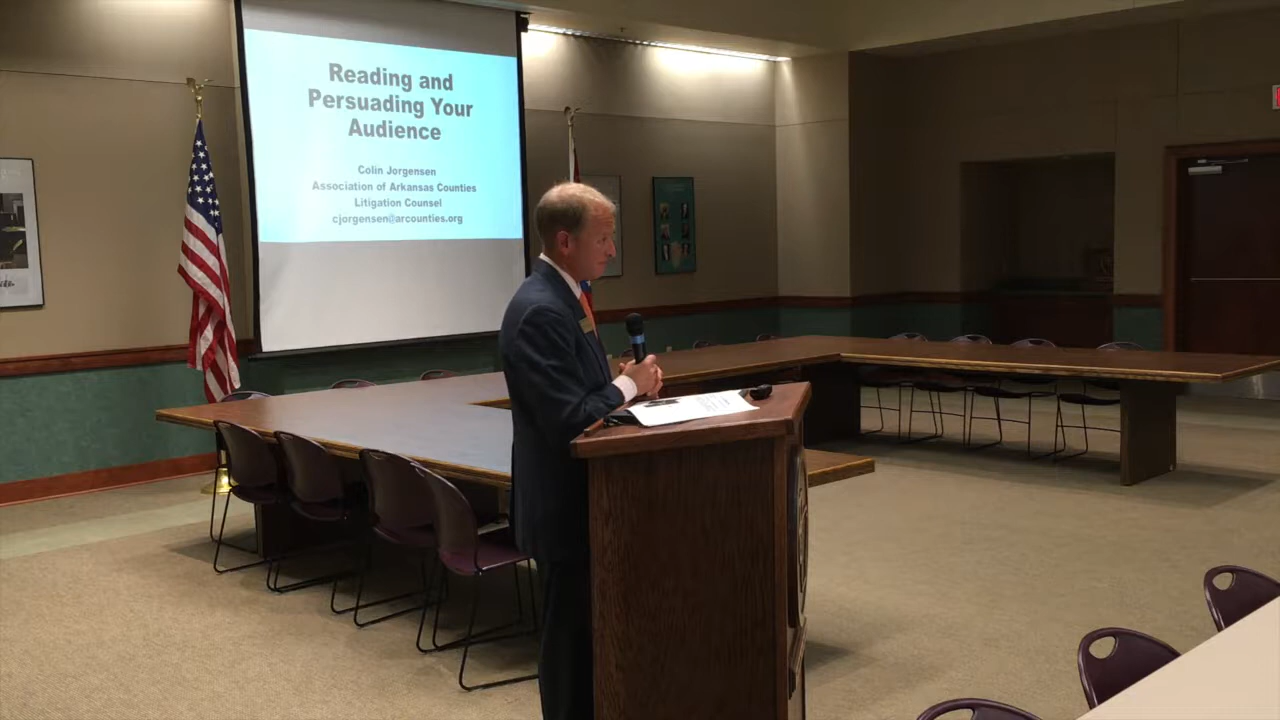 Reading and
Persuading Your
Audience
Colin Jorgensen
Association of Arkansas Counties
Litigation Counsel
cjorgensen@arcounties.org